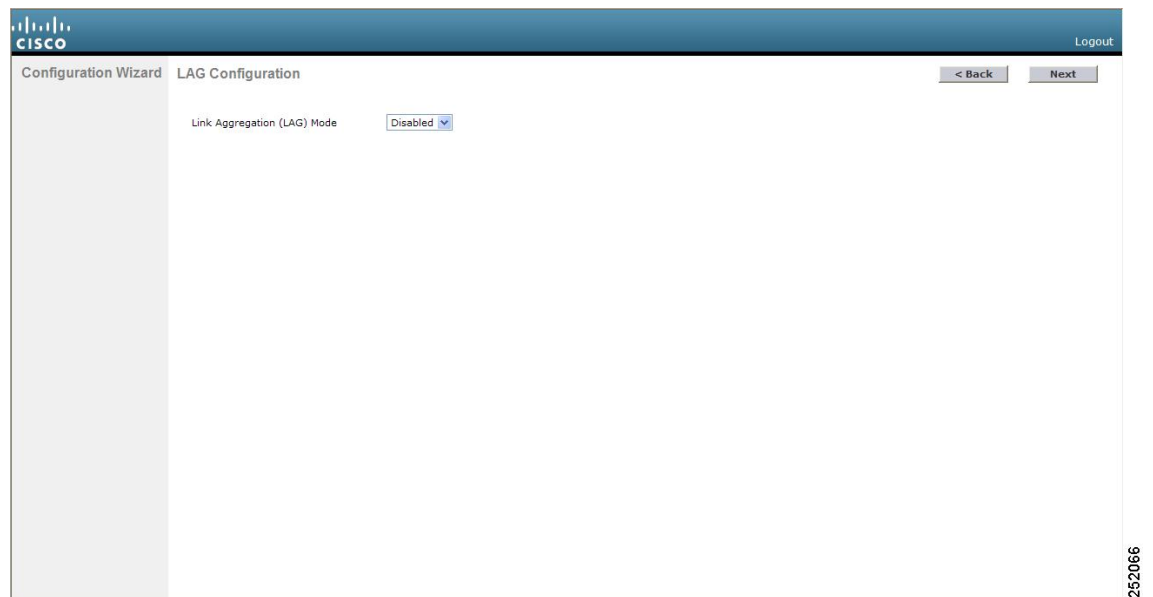 CISCO
Logout
Configuration Wizard
LAG Configuration
< Back
Next
Link Aggregation (LAG) Mode
Disabled
252066